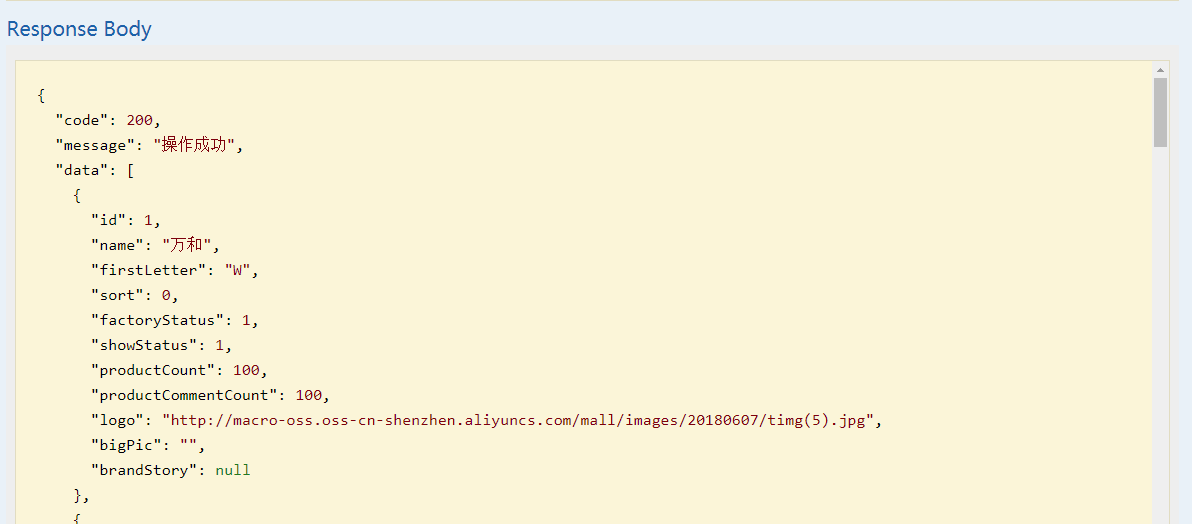 Response Body
{
"code": 200,
"message": "操作成功",
"data": [
{
"id": 1,
"name": "万和",
"firstLetter": "W",
"sort": 0,
"factoryStatus": 1,
"showStatus": 1,
"productCount": 100,
"productCommentCount": 100,
"logo": "http://macro-oss.oss-cn-shenzhen.aliyuncs.com/mall/images/20180607/timg(5).jpg",
"bigPic": "",
"brandStory": null
},
{